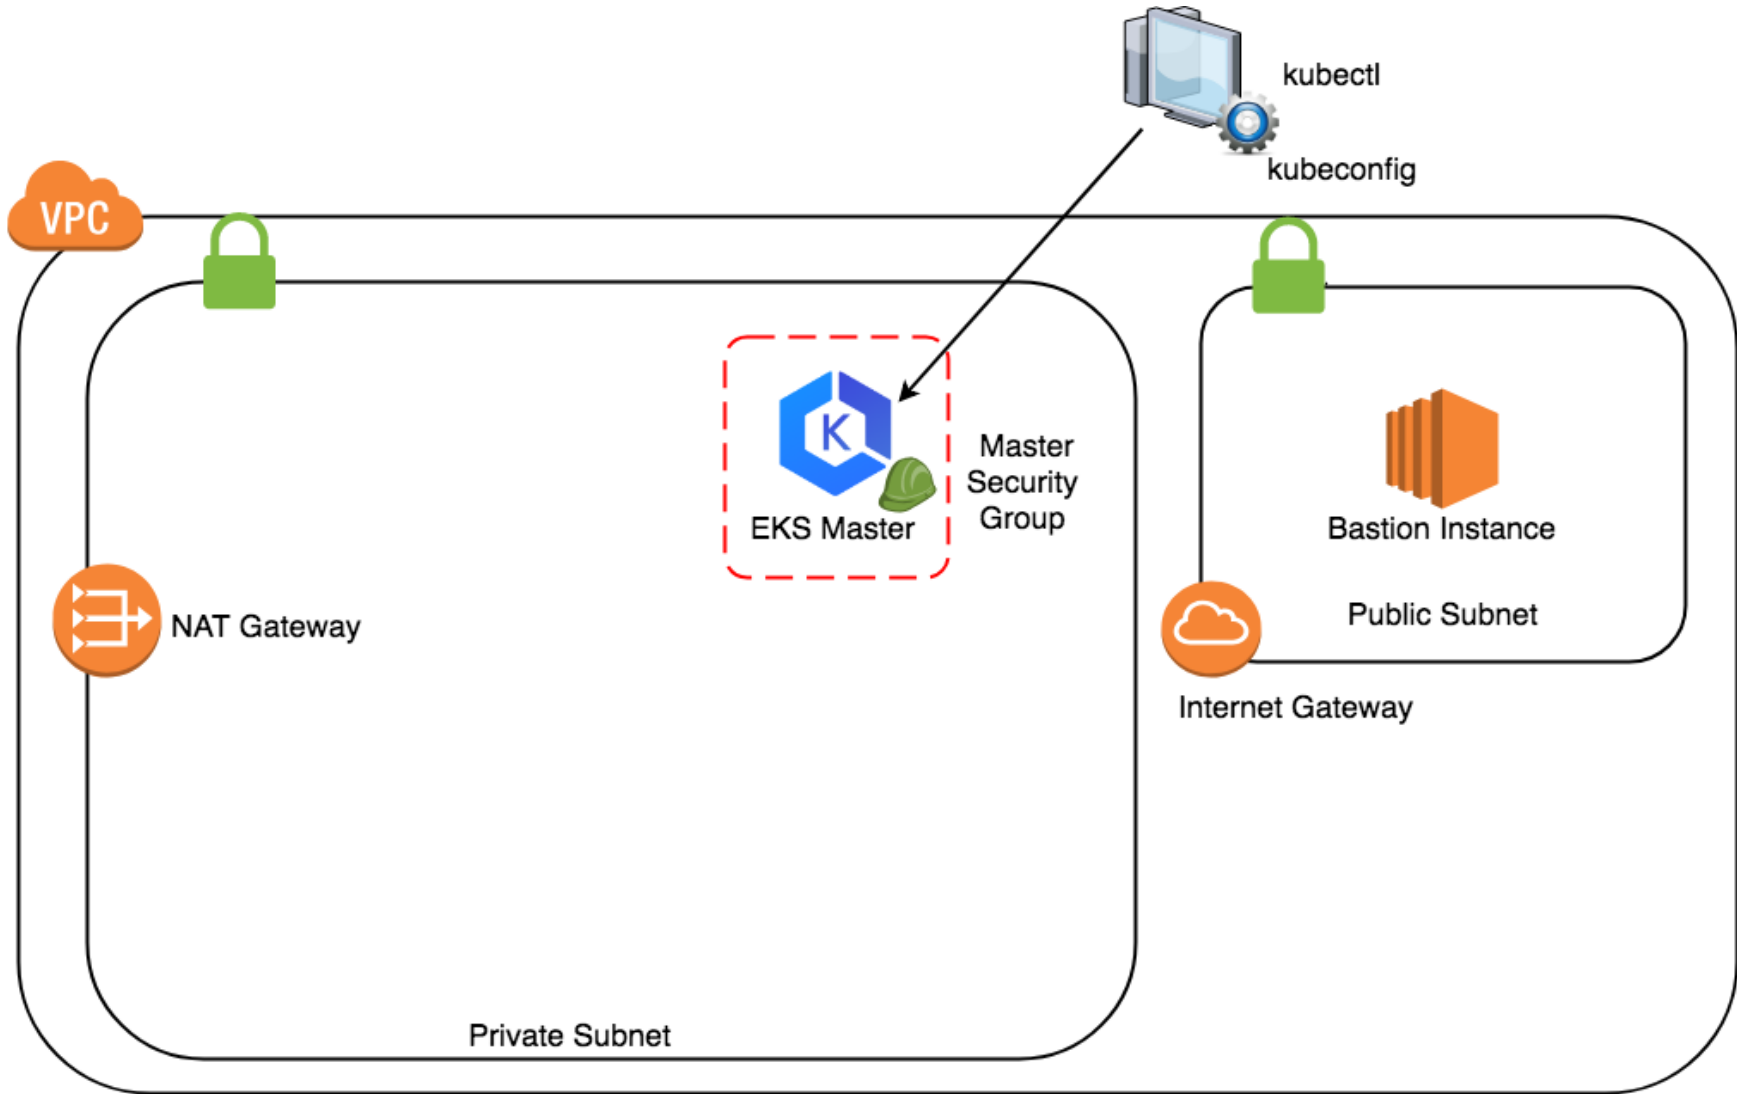 kubectl
kubeconfig
VPC
K
EKS Master
Master
Security
Group
Bastion Instance
Public Subnet
NAT Gateway
Internet Gateway
Private Subnet